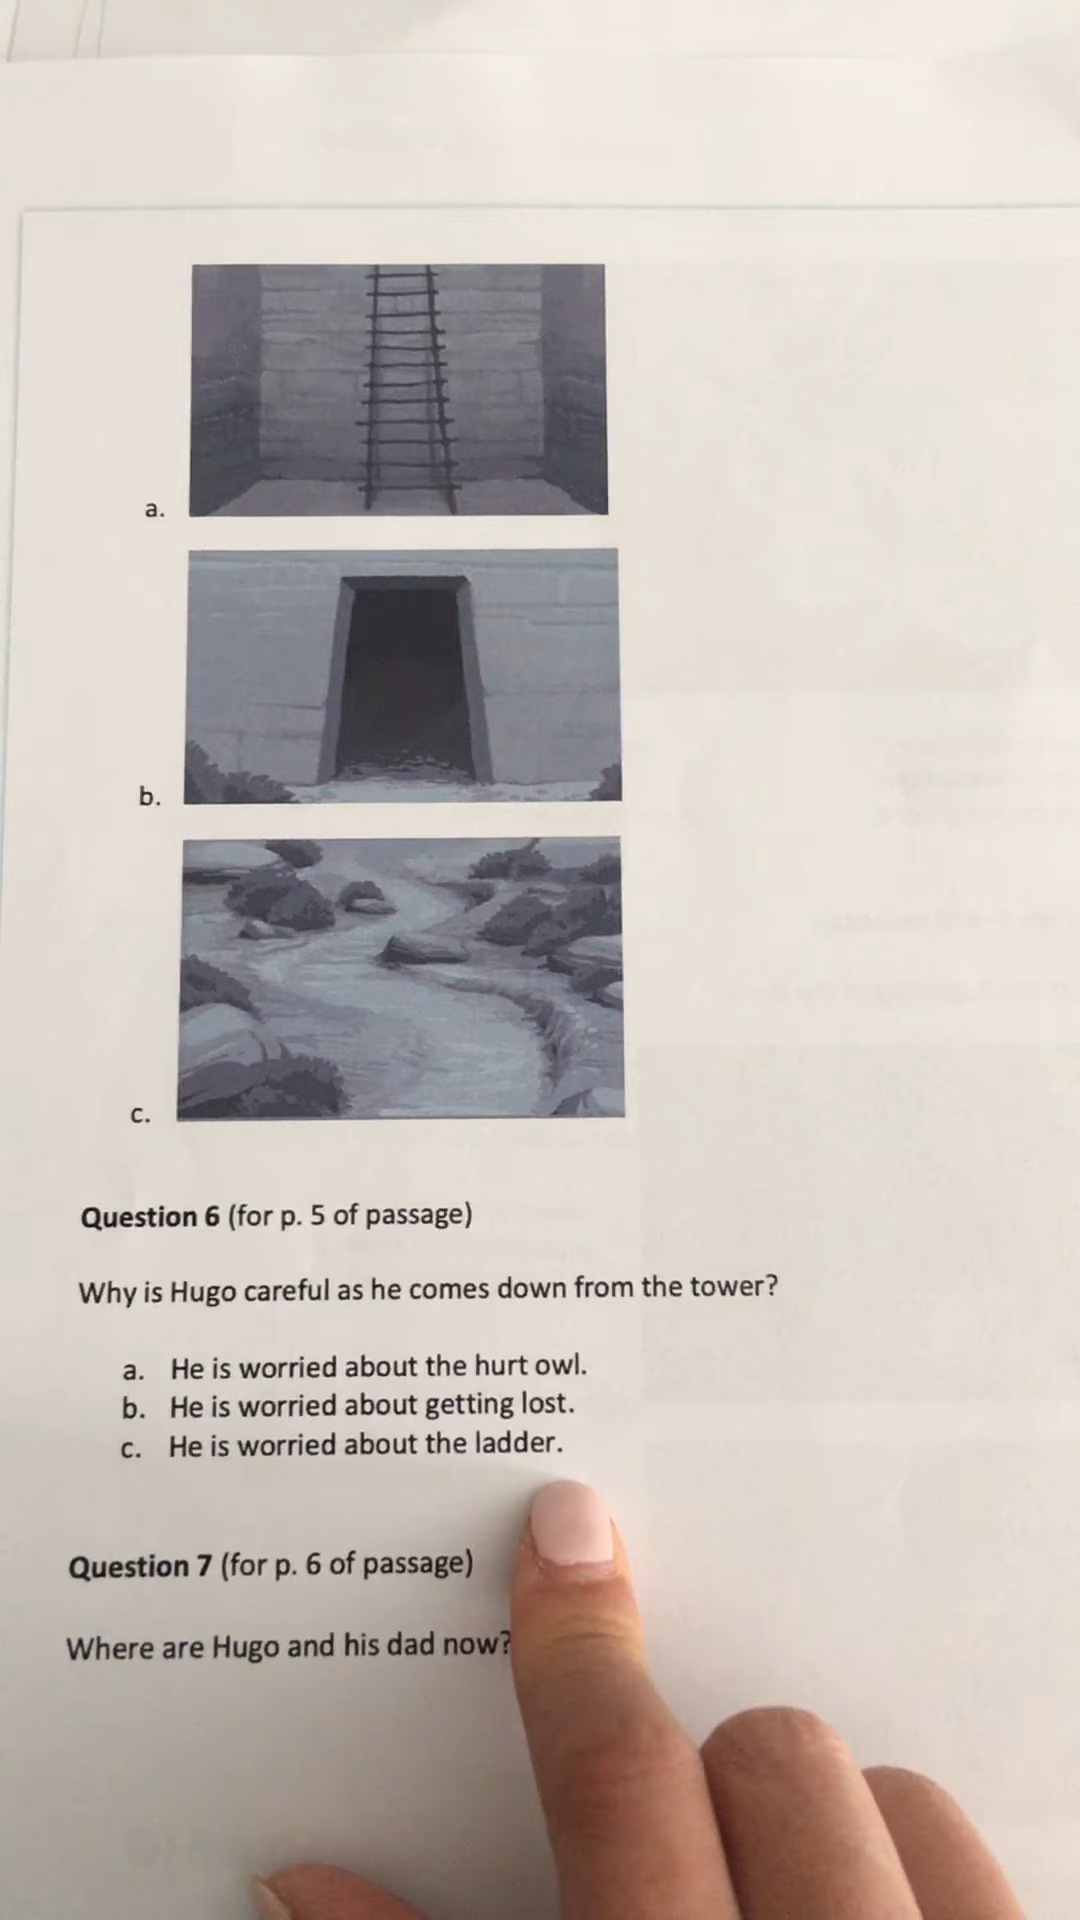 a.
b.
c.
Question 6 (for p. 5 of passage)
Why is Hugo careful as he comes down from the tower?
a. He is worried about the hurt owl.
b. He is worried about getting lost.
c. He is worried about the ladder.
Question 7 (for p. 6 of passage)
Where are Hugo and his dad now?